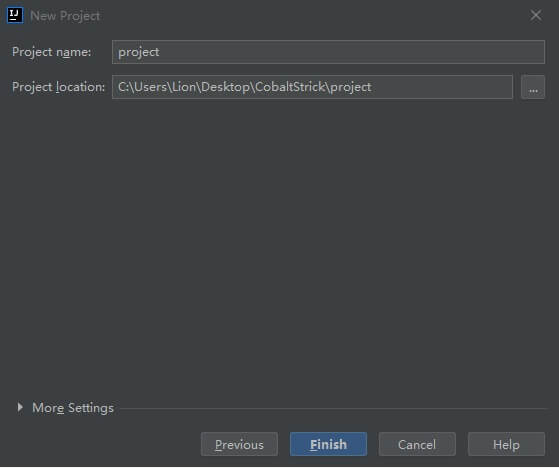 IJ New Project
Project name: project
Project location: C:\Users\Lion\Desktop\CobaltStrick\project ...
More Settings
Previous Finish Cancel Help